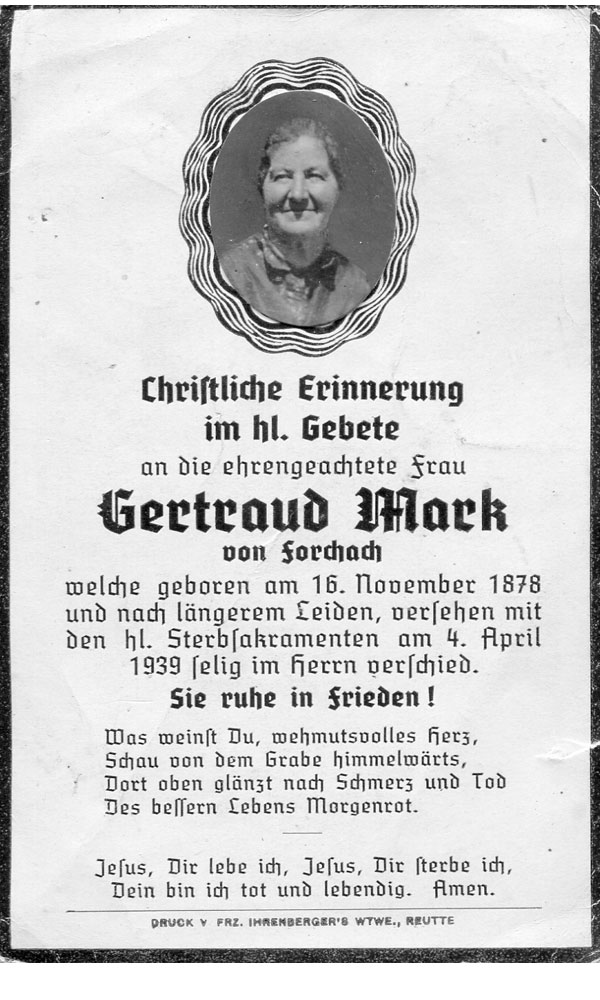 Christliche Erinnerung
im hl. Gebete
an die ehrengeachtete Frau
Gertraud Mark
von Forchach
welche geboren am 16. November 1878
und nach längerem Leiden, versehen mit
den hl. Sterbsakramenten am 4. April
1939 selig im Herrn verschied.
Sie ruhe in Frieden!
Was weinst Du, wehmutsvolles Herz,
Schau von dem Grabe himmelwärts,
Dort oben glänzt nach Schmerz und Tod
Des bessern Lebens Morgenrot.
Jesus, Dir lebe ich, Jesus, Dir sterbe ich,
Dein bin ich tot und lebendig. Amen.
DRUCK V FRZ. IHRENBERGER'S WTWE., REUTTE